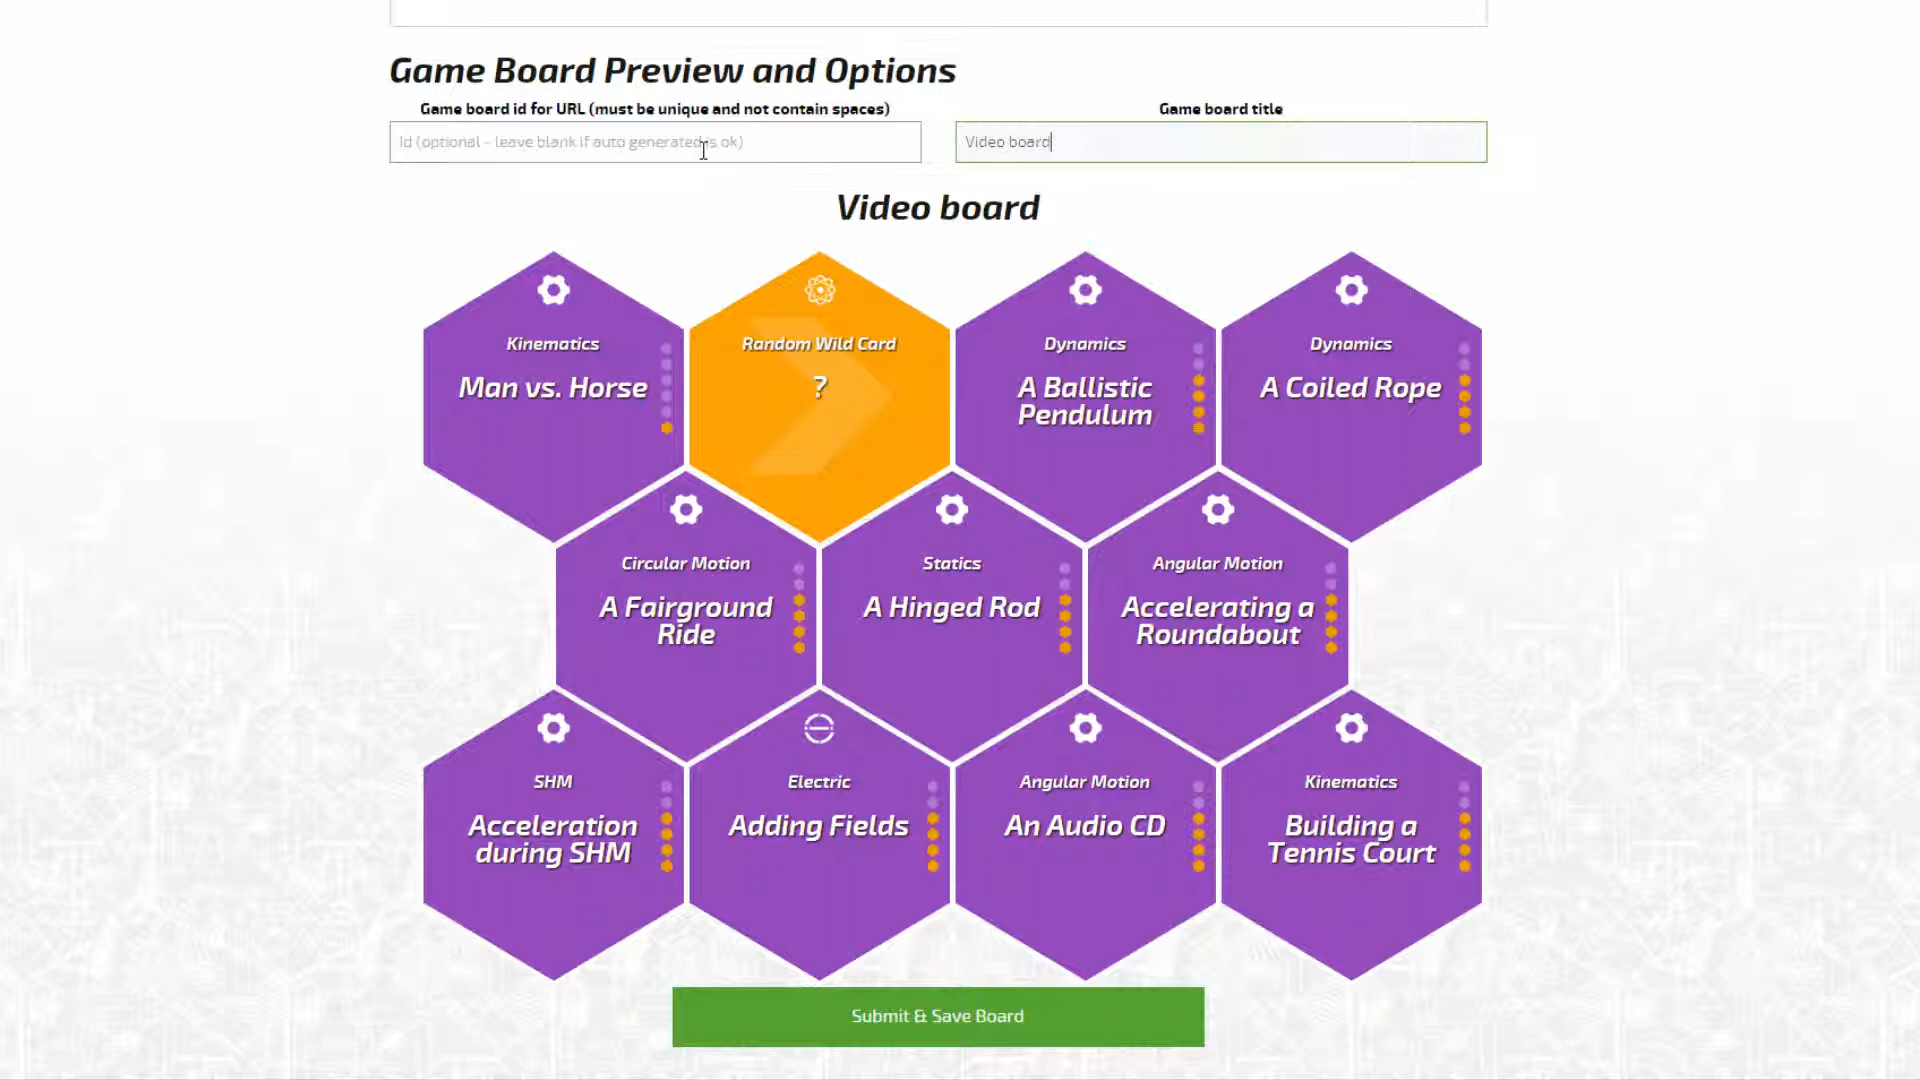 Game Board Preview and Options
Game board id for URL (must be unique and not contain spaces)
Game board title
Id (optional - leave blank if auto generated is ok)
Video board
Video board
Kinematics
Man vs. Horse
Random Wild Card
?
Dynamics
A Ballistic
Pendulum
Dynamics
A Coiled Rope
Circular Motion
A Fairground
Ride
Statics
A Hinged Rod
Angular Motion
Accelerating a
Roundabout
SHM
Acceleration
during SHM
Electric
Adding Fields
Angular Motion
An Audio CD
Kinematics
Building a
Tennis Court
Submit & Save Board